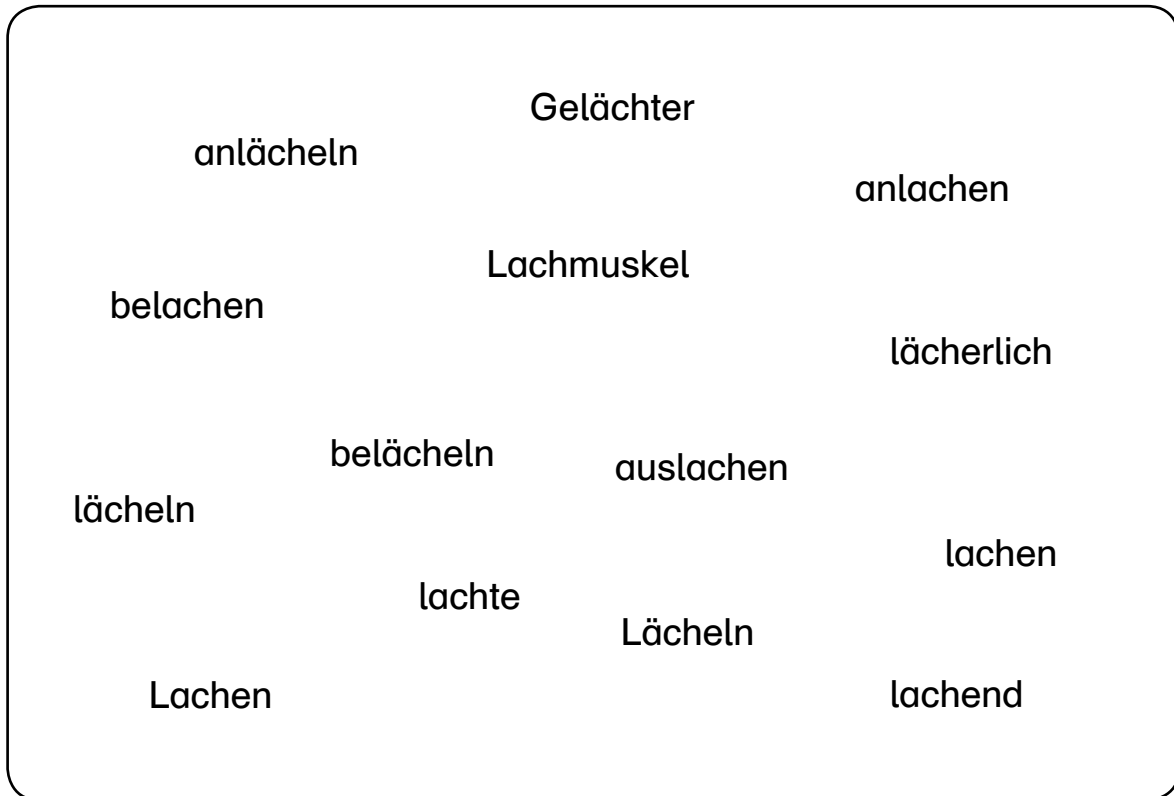 Gelächter
anlächeln
anlachen
Lachmuskel
belachen
lächerlich
belächeln
auslachen
lächeln
lachen
lachte
Lächeln
Lachen
lachend